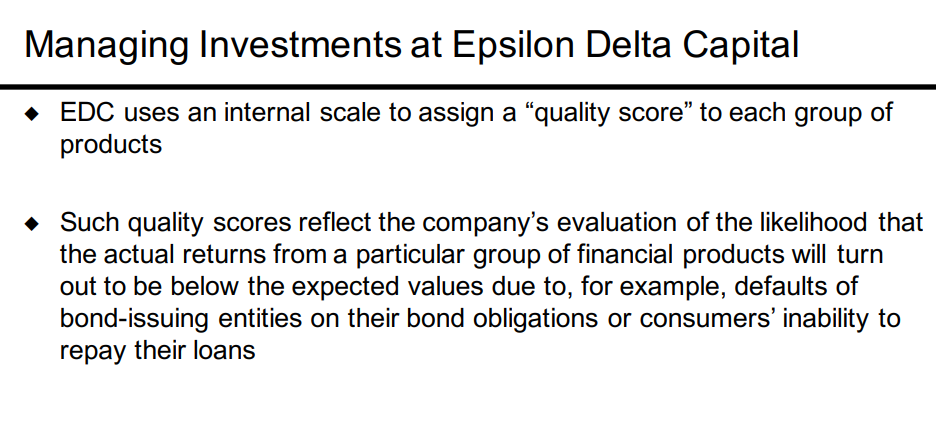 Managing Investments at Epsilon Delta Capital
◆ EDC uses an internal scale to assign a “quality score” to each group of
products
◆ Such quality scores reflect the company’s evaluation of the likelihood that
the actual returns from a particular group of financial products will turn
out to be below the expected values due to, for example, defaults of
bond-issuing entities on their bond obligations or consumers’ inability to
repay their loans